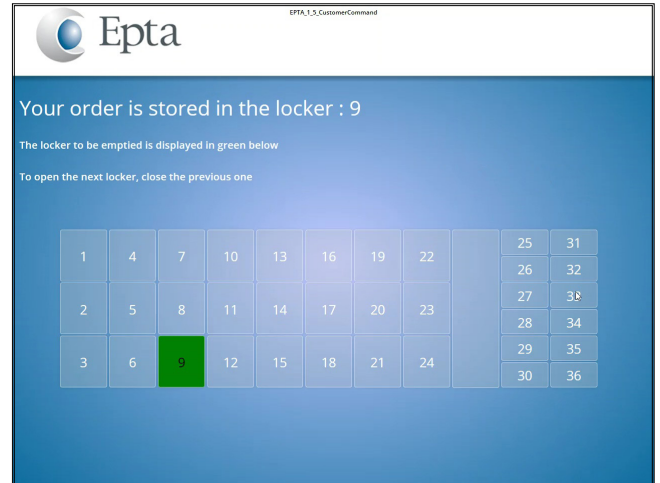 EPTA_1_5_CustomerCommand
Epta
Your order is stored in the locker : 9
The locker to be emptied is displayed in green below
To open the next locker, close the previous one
1 4 7 10 13 16 19 22 25 31
26 32
2 5 8 11 14 17 20 23 27 33
28 34
3 6 9 12 15 18 21 24 29 35
30 36